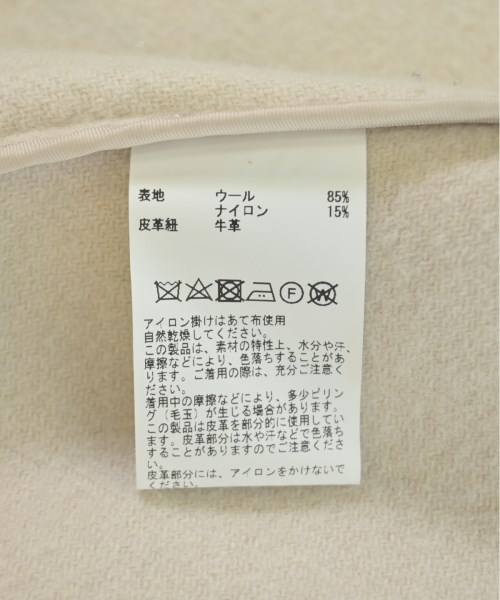 表地 ウール 85%
ナイロン 15%
皮革紐 牛革
F W
アイロン掛けはあて布使用
自然乾燥してください。
この製品は、素材の特性上、水分や汗、
摩擦などにより、色落ちすることがあ
ります。ご着用の際は、充分ご注意く
ださい。
着用中の摩擦などにより、多少ピリン
グ(毛玉)が生じる場合があります。
この製品は皮革を部分的に使用してい
ます。皮革部分は水や汗などで色落ち
することがありますのでご注意くださ
い。
皮革部分には、アイロンをかけないで
ください。